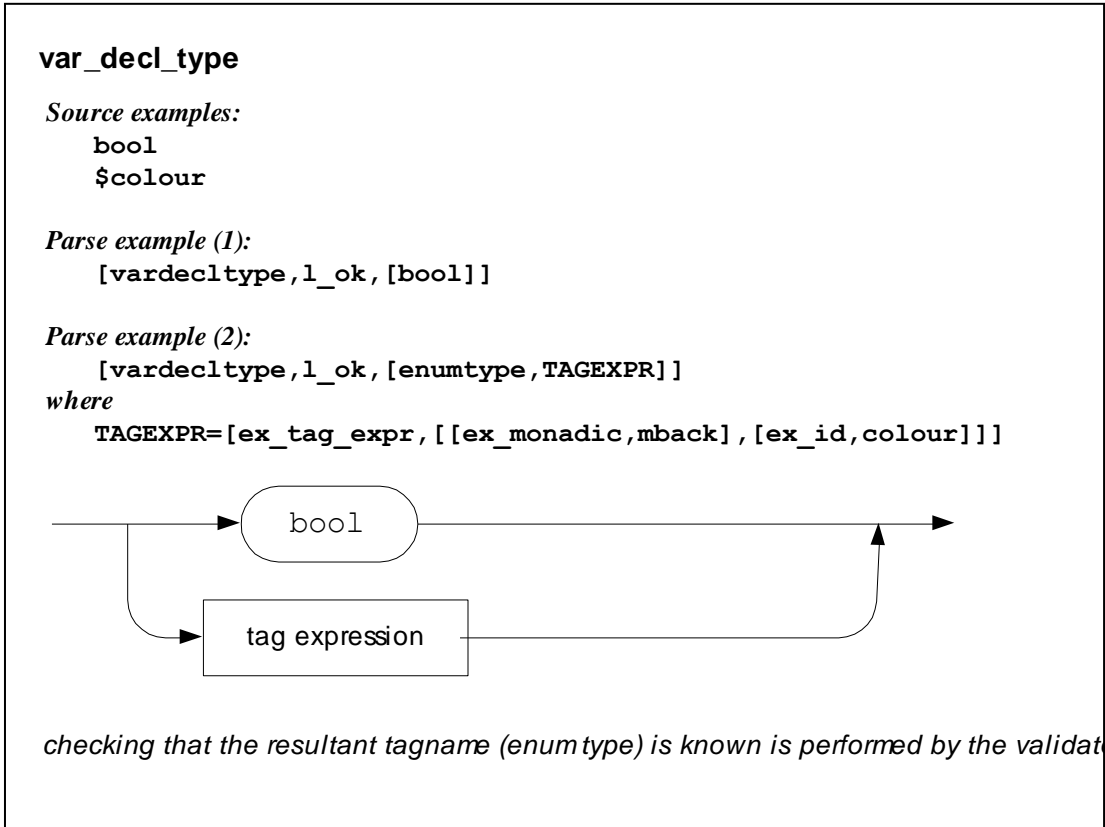 var_decl_type
Source examples:
bool
$colour
Parse example (1):
[vardecltype,l_ok,[bool]]
Parse example (2):
[vardecltype,l_ok,[enumtype,TAGEXPR]]
where
TAGEXPR=[ex_tag_expr,[[ex_monadic,mback],[ex_id,colour]]]
bool
tag expression
checking that the resultant tagname (enum type) is known is performed by the